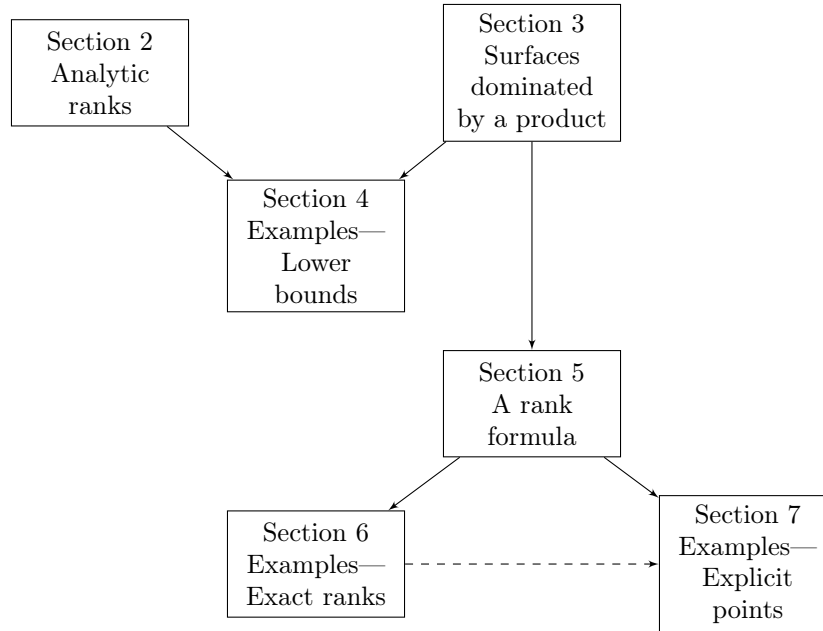 Section 2
Analytic
ranks
Section 3
Surfaces
dominated
by a product
Section 4
Examples—
Lower
bounds
Section 5
A rank
formula
Section 6
Examples—
Exact ranks
Section 7
Examples—
Explicit
points